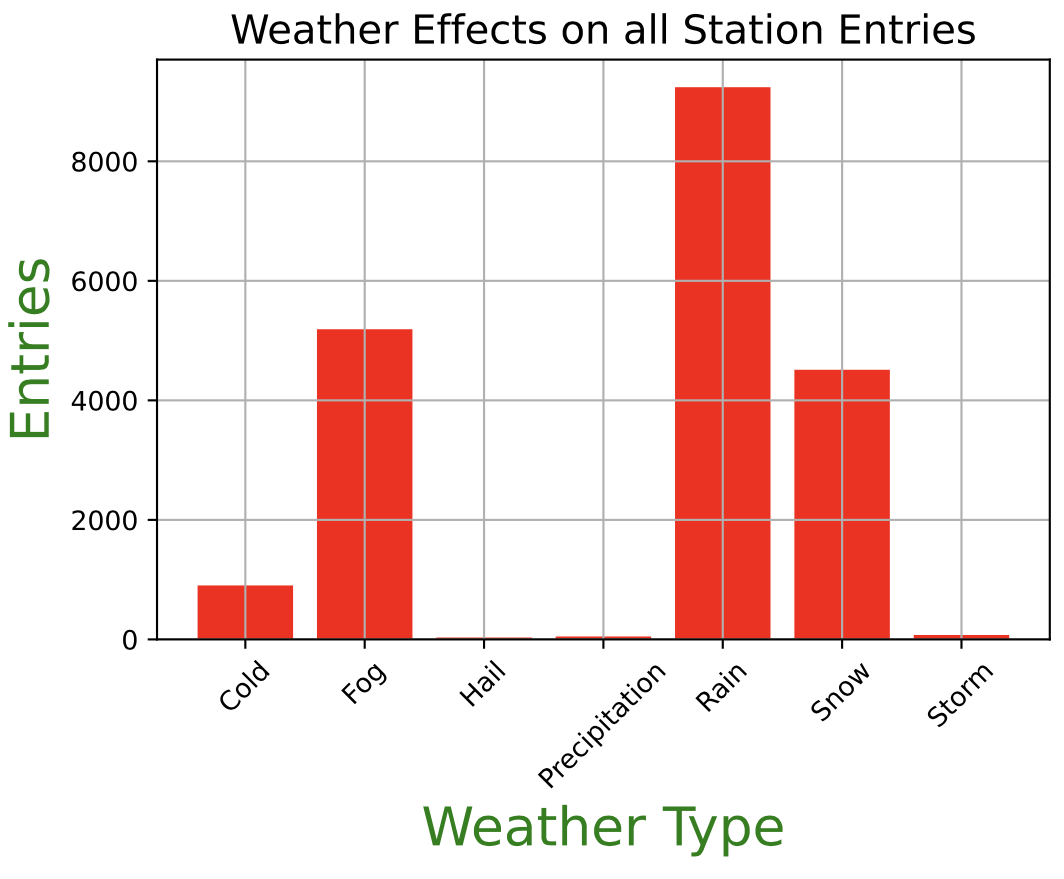 Weather Effects on all Station Entries
Entries
8000
6000
4000
2000
0
Cold
Fog
Hail
Precipitation
Rain
Snow
Storm
Weather Type